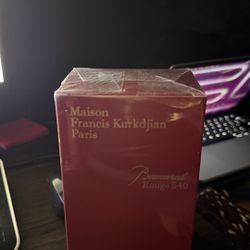 Maison
Francis Kurkdjian
Paris
Baccarat
Rouge 540